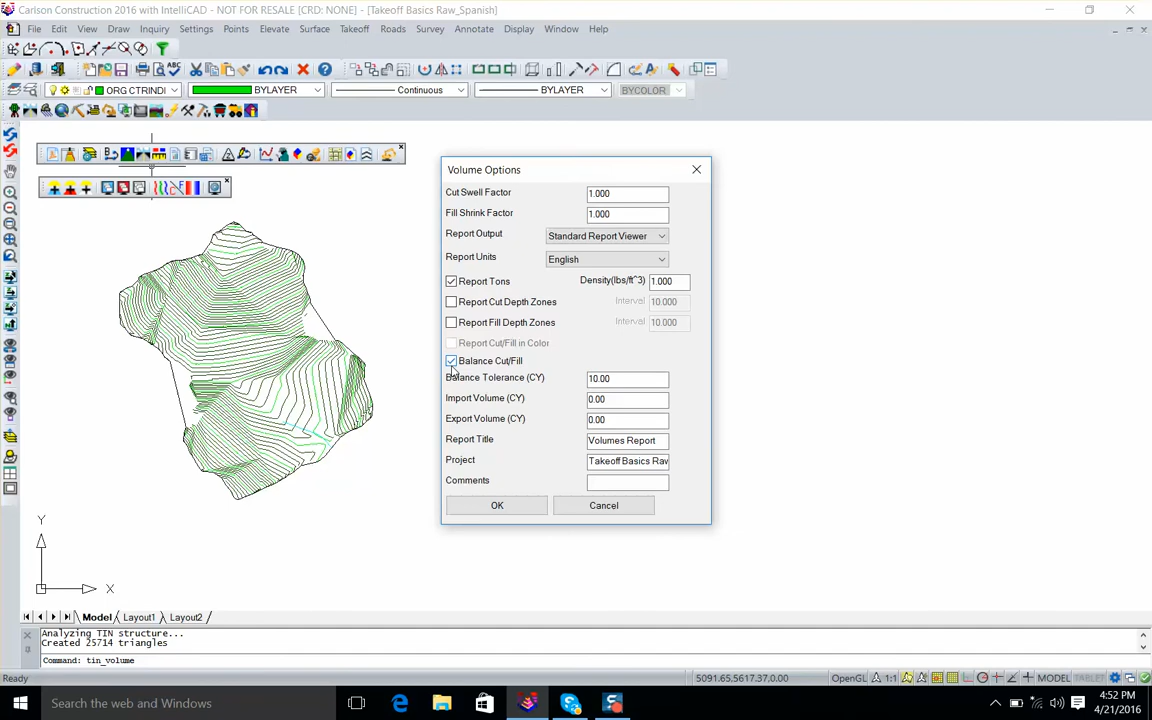 Carlson Construction 2016 with IntelliCAD - NOT FOR RESALE [CRD: NONE] - [Takeoff Basics Raw_Spanish]
File Edit View Draw Inquiry Settings Points Elevate Surface Takeoff Roads Survey Annotate Display Window Help
ORG CTRINDI BYLAYER Continuous BYLAYER BYCOLOR
Volume Options
Cut Swell Factor 1.000
Fill Shrink Factor 1.000
Report Output Standard Report Viewer
Report Units English
Report Tons Density(lbs/ft^3) 1.000
Report Cut Depth Zones Interval 10.000
Report Fill Depth Zones Interval 10.000
Report Cut/Fill in Color
Balance Cut/Fill
Balance Tolerance (CY) 10.00
Import Volume (CY) 0.00
Export Volume (CY) 0.00
Report Title Volumes Report
Project Takeoff Basics Raw
Comments
OK Cancel
Y
X
Model Layout1 Layout2
Analyzing TIN structure...
Created 25714 triangles
Command: tin_volume
Ready 5091.65,5617.37,0.00 OpenGL 1:1 MODEL TABLET
Search the web and Windows
4:52 PM
4/21/2016